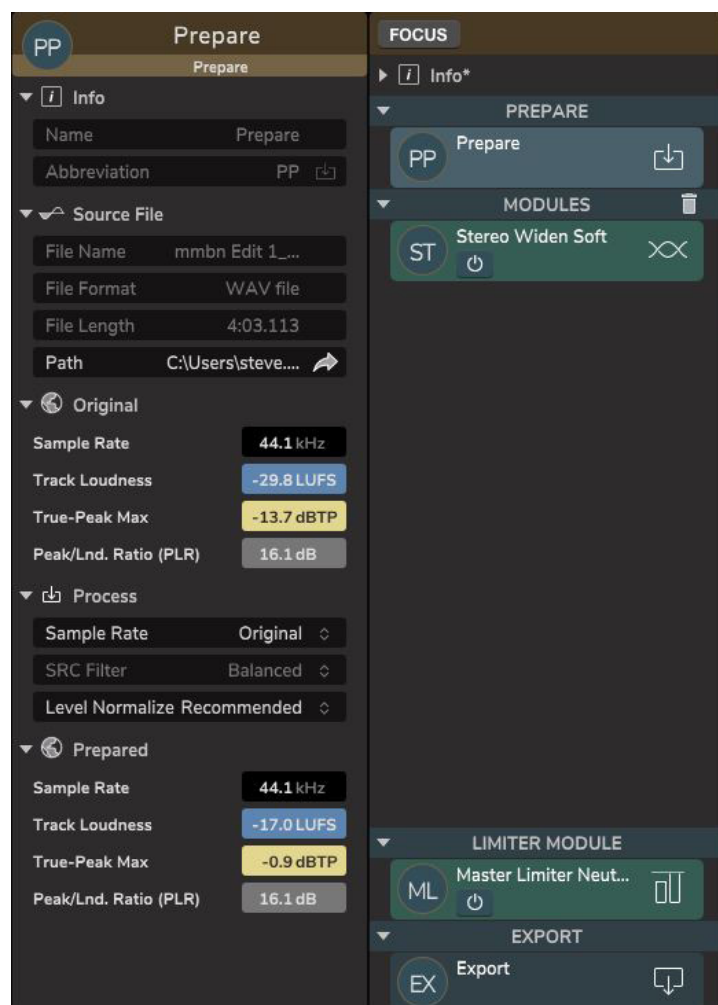 PP
Prepare
Prepare
i Info
Name Prepare
Abbreviation PP
Source File
File Name mmbn Edit 1_...
File Format WAV file
File Length 4:03.113
Path C:\Users\steve....
Original
Sample Rate 44.1 kHz
Track Loudness -29.8 LUFS
True-Peak Max -13.7 dBTP
Peak/Lnd. Ratio (PLR) 16.1 dB
Process
Sample Rate Original
SRC Filter Balanced
Level Normalize Recommended
Prepared
Sample Rate 44.1 kHz
Track Loudness -17.0 LUFS
True-Peak Max -0.9 dBTP
Peak/Lnd. Ratio (PLR) 16.1 dB
FOCUS
i Info*
PREPARE
PP Prepare
MODULES
ST Stereo Widen Soft
LIMITER MODULE
ML Master Limiter Neut...
EXPORT
EX Export